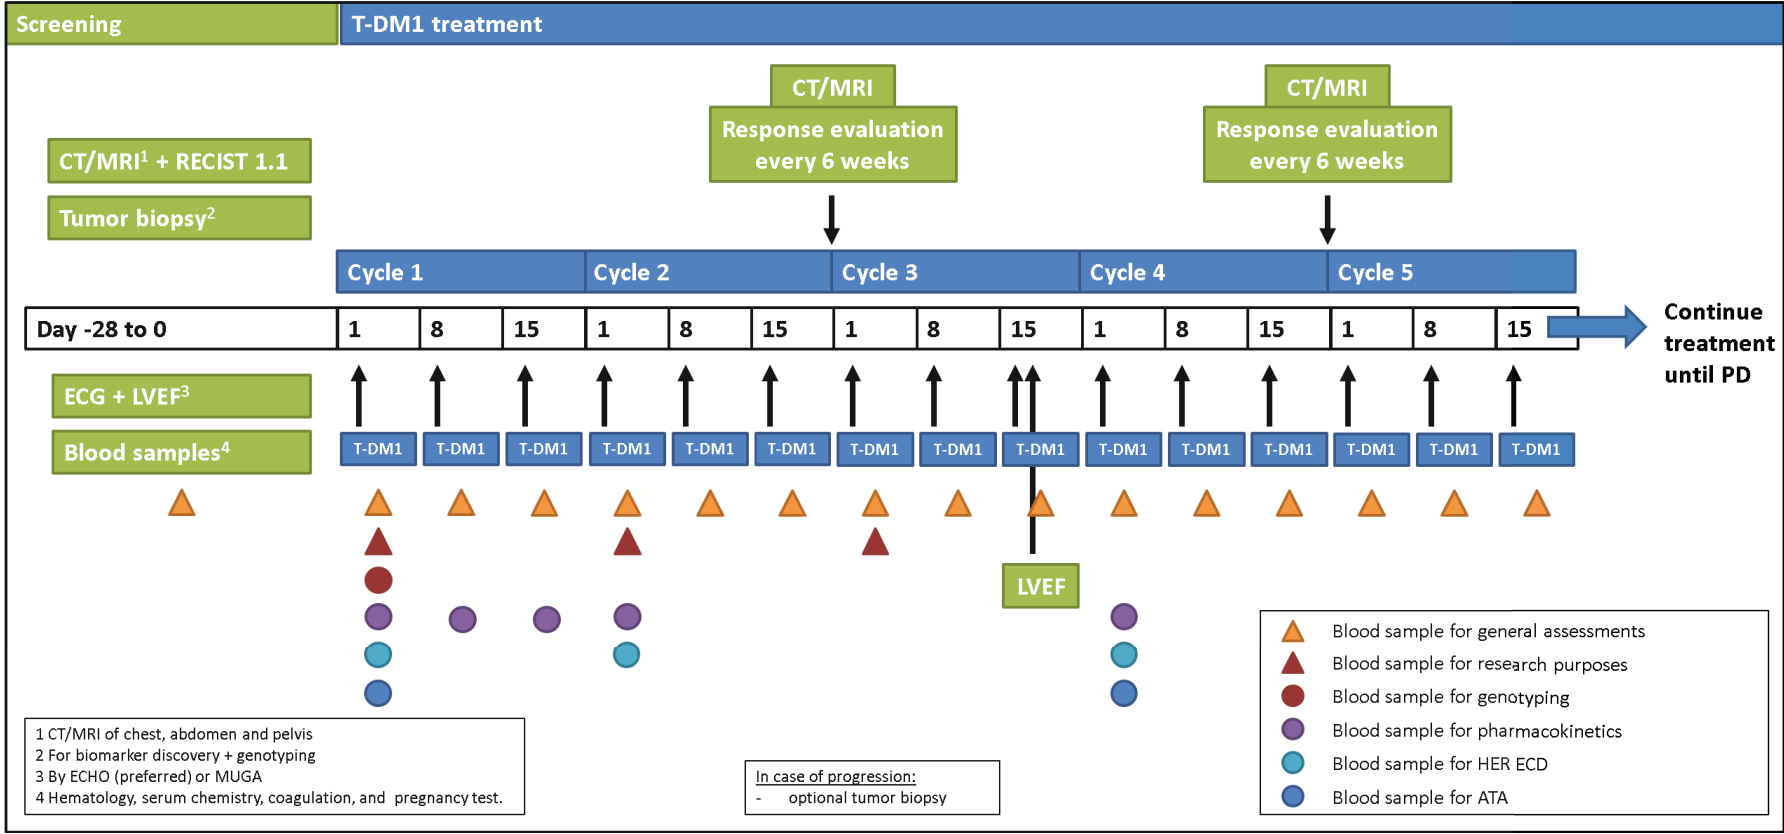 Screening
T-DM1 treatment
CT/MRI
CT/MRI
Response evaluation
every 6 weeks
Response evaluation
every 6 weeks
CT/MRI1 + RECIST 1.1
Tumor biopsy2
Cycle 1
Cycle 2
Cycle 3
Cycle 4
Cycle 5
Day -28 to 0
1 8 15 1 8 15 1 8 15 1 8 15 1 8 15
Continue
treatment
until PD
ECG + LVEF3
Blood samples4
T-DM1 T-DM1 T-DM1 T-DM1 T-DM1 T-DM1 T-DM1 T-DM1 T-DM1 T-DM1 T-DM1 T-DM1 T-DM1 T-DM1 T-DM1
LVEF
Blood sample for general assessments
Blood sample for research purposes
Blood sample for genotyping
Blood sample for pharmacokinetics
Blood sample for HER ECD
Blood sample for ATA
1 CT/MRI of chest, abdomen and pelvis
2 For biomarker discovery + genotyping
3 By ECHO (preferred) or MUGA
4 Hematology, serum chemistry, coagulation, and pregnancy test.
In case of progression:
- optional tumor biopsy